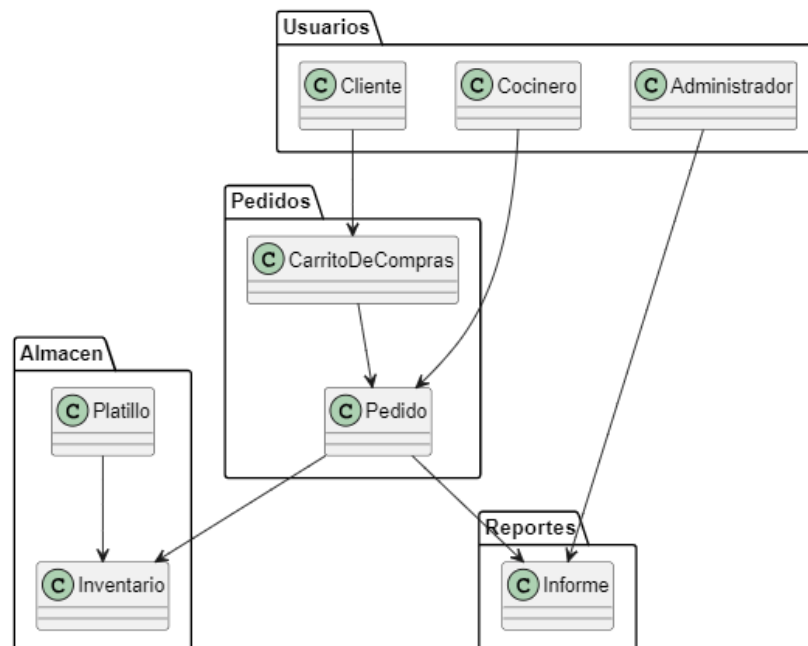 Usuarios
C Cliente
C Cocinero
C Administrador
Pedidos
C CarritoDeCompras
Almacen
C Platillo
C Pedido
Reportes
C Inventario
C Informe